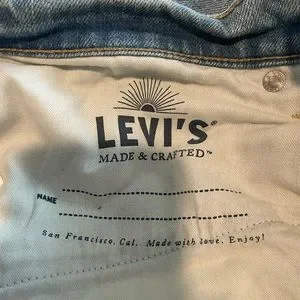 LEVI'S®
MADE & CRAFTED™
NAME
San Francisco, Cal. Made with love. Enjoy!